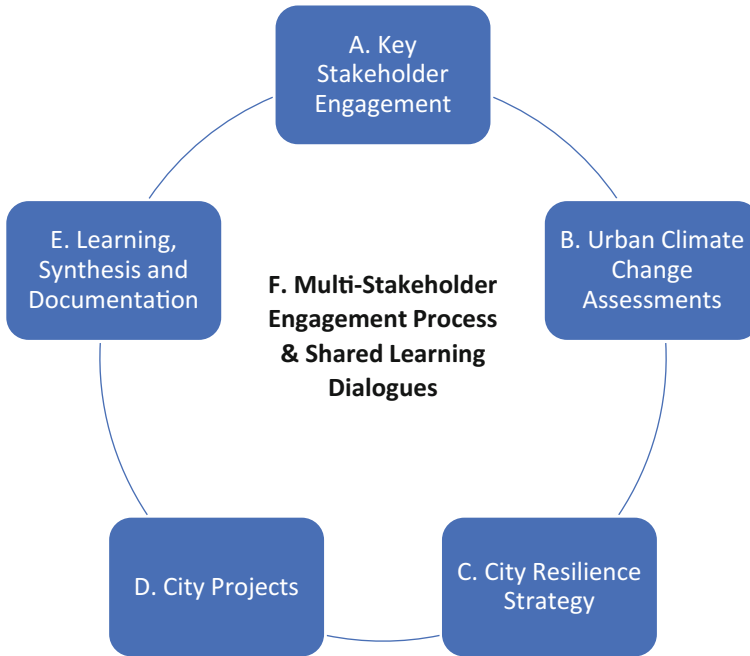 A. Key
Stakeholder
Engagement
B. Urban Climate
Change
Assessments
C. City Resilience
Strategy
D. City Projects
E. Learning,
Synthesis and
Documentation
F. Multi-Stakeholder
Engagement Process
& Shared Learning
Dialogues